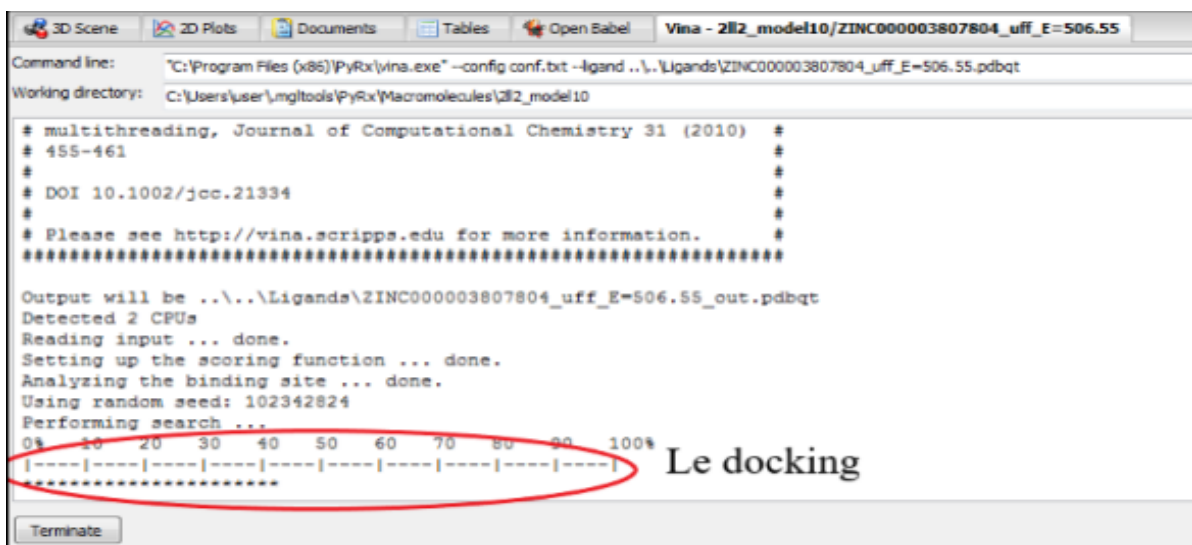 3D Scene 2D Plots Documents Tables Open Babel Vina - 2ll2_model10/ZINC000003807804_uff_E=506.55
Command line: "C:\Program Files (x86)\PyRx\vina.exe" --config conf.txt --ligand ..\..\Ligands\ZINC000003807804_uff_E=506.55.pdbqt
Working directory: C:\Users\user\.mgltools\PyRx\Macromolecules\2ll2_model10
# multithreading, Journal of Computational Chemistry 31 (2010) #
# 455-461 #
# #
# DOI 10.1002/jcc.21334 #
# #
# Please see http://vina.scripps.edu for more information. #
#################################################################
Output will be ..\..\Ligands\ZINC000003807804_uff_E=506.55_out.pdbqt
Detected 2 CPUs
Reading input ... done.
Setting up the scoring function ... done.
Analyzing the binding site ... done.
Using random seed: 102342824
Performing search ...
0% 10 20 30 40 50 60 70 80 90 100%
|----|----|----|----|----|----|----|----|----|----|
**********************
Le docking
Terminate